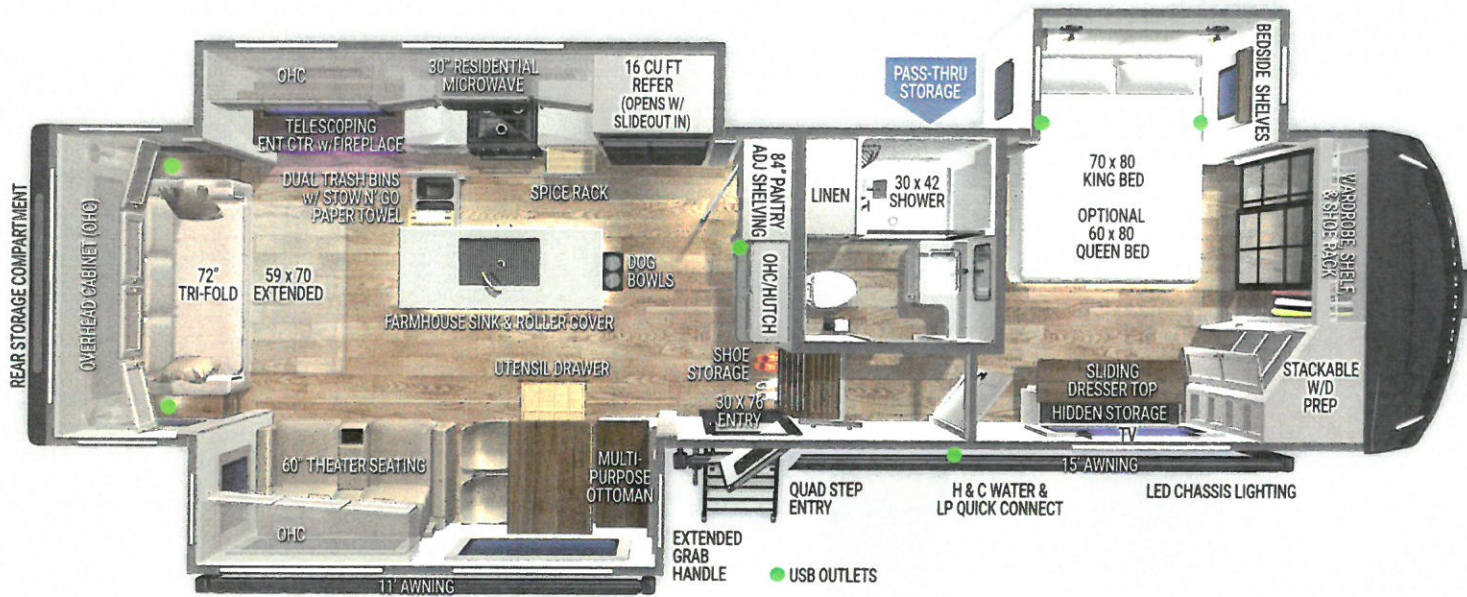 REAR STORAGE COMPARTMENT
OVERHEAD CABINET (OHC)
OHC
30" RESIDENTIAL
MICROWAVE
16 CU FT
REFER
(OPENS W/
SLIDEOUT IN)
TELESCOPING
ENT CTR w/FIREPLACE
DUAL TRASH BINS
w/ STOW N' GO
PAPER TOWEL
SPICE RACK
72"
TRI-FOLD
59 x 70
EXTENDED
DOG
BOWLS
FARMHOUSE SINK & ROLLER COVER
UTENSIL DRAWER
60" THEATER SEATING
OHC
MULTI-
PURPOSE
OTTOMAN
11' AWNING
84" PANTRY
ADJ SHELVING
OHC/HUTCH
SHOE
STORAGE
30 X 76
ENTRY
QUAD STEP
ENTRY
EXTENDED
GRAB
HANDLE
USB OUTLETS
PASS-THRU
STORAGE
LINEN
30 x 42
SHOWER
BEDSIDE SHELVES
70 x 80
KING BED
OPTIONAL
60 x 80
QUEEN BED
WARDROBE SHELF
& SHOE PACK
SLIDING
DRESSER TOP
HIDDEN STORAGE
TV
STACKABLE
W/D
PREP
15' AWNING
H & C WATER &
LP QUICK CONNECT
LED CHASSIS LIGHTING